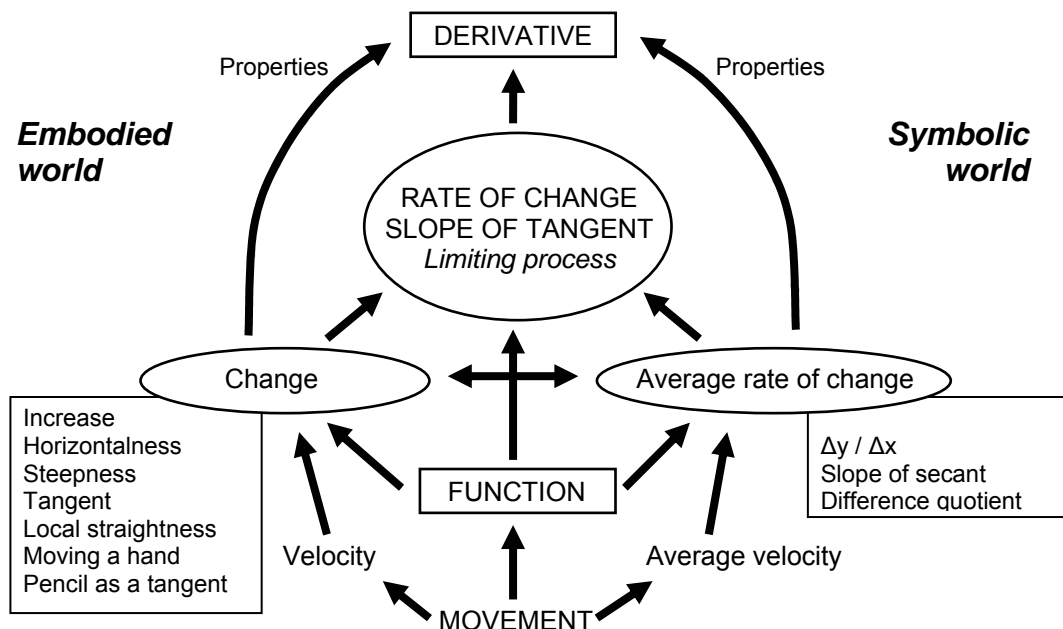 DERIVATIVE
Properties
Properties
Embodied
world
Symbolic
world
RATE OF CHANGE
SLOPE OF TANGENT
Limiting process
Change
Average rate of change
Increase
Horizontalness
Steepness
Tangent
Local straightness
Moving a hand
Pencil as a tangent
Δy / Δx
Slope of secant
Difference quotient
FUNCTION
Velocity
Average velocity
MOVEMENT